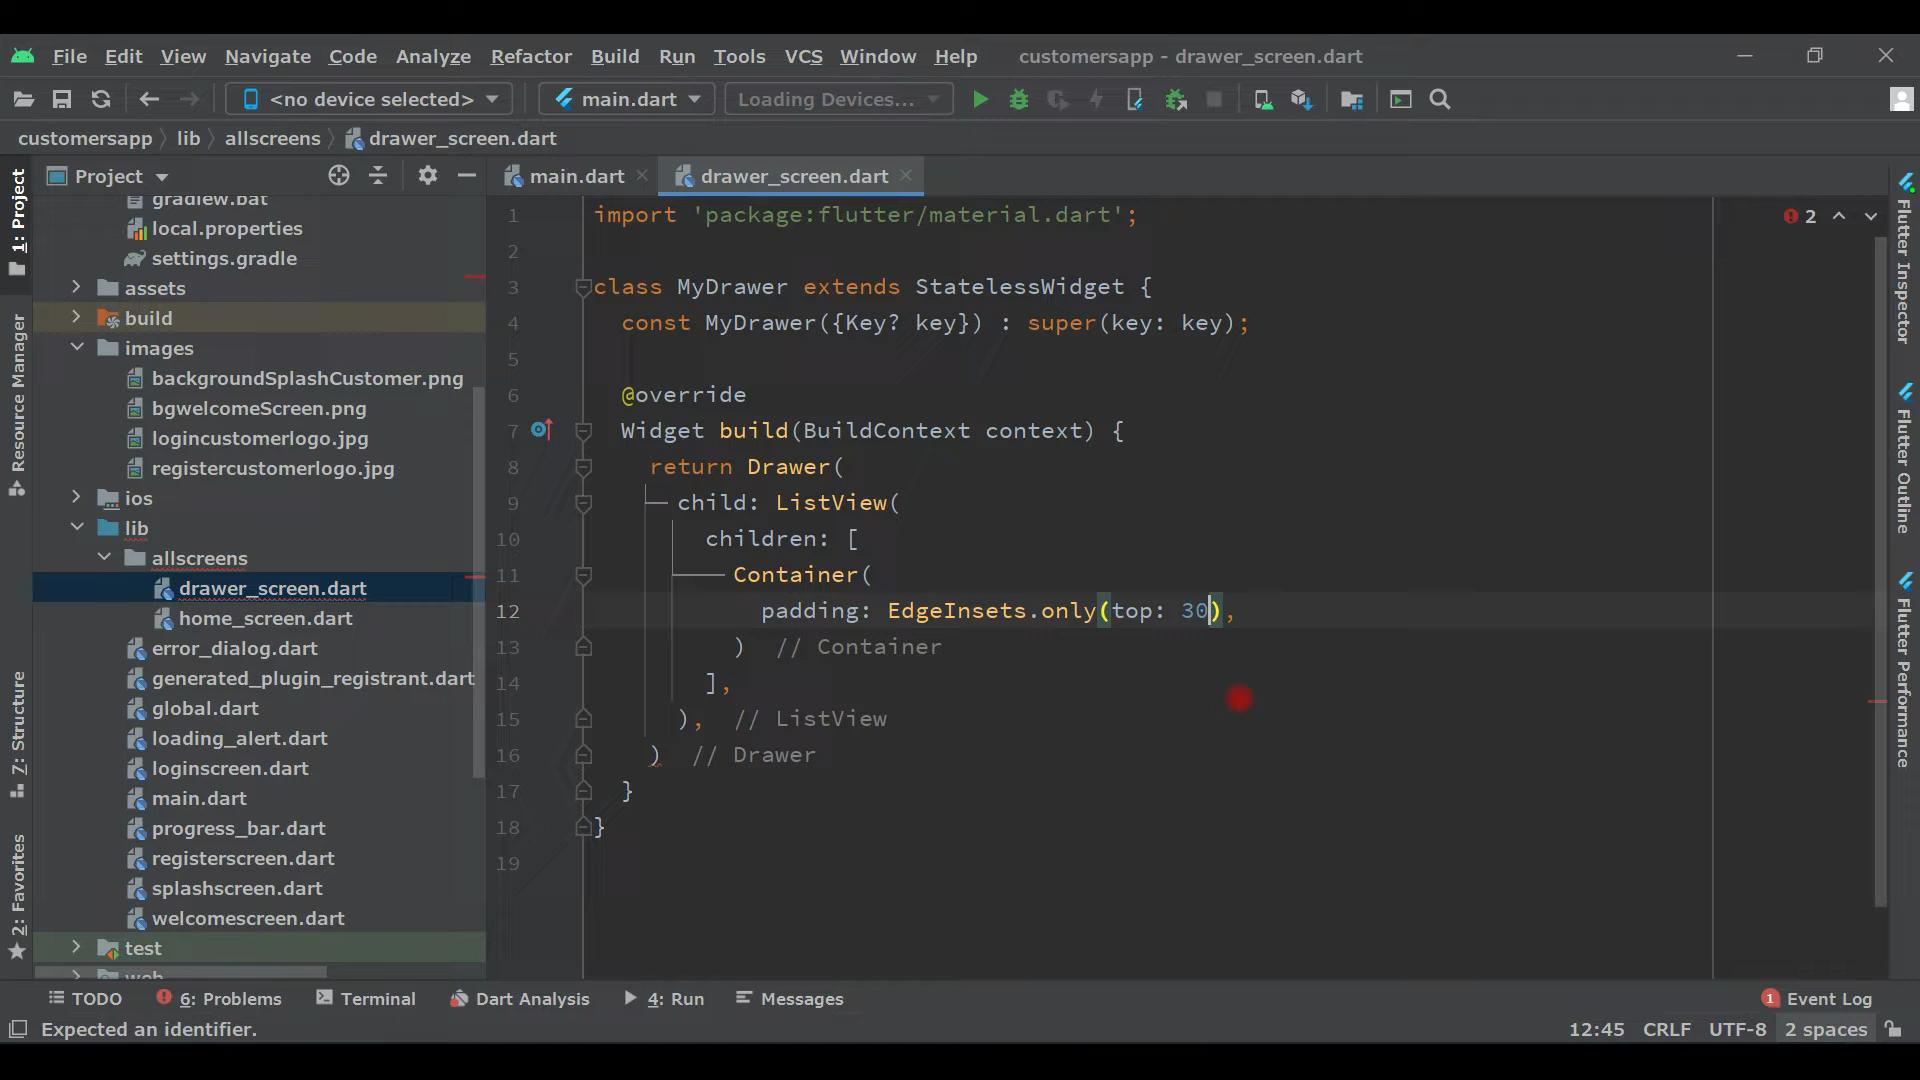 File Edit View Navigate Code Analyze Refactor Build Run Tools VCS Window Help customersapp - drawer_screen.dart
<no device selected> main.dart Loading Devices...
customersapp lib allscreens drawer_screen.dart
Project main.dart drawer_screen.dart
gradlew.bat
local.properties
settings.gradle
assets
build
images
backgroundSplashCustomer.png
bgwelcomeScreen.png
logincustomerlogo.jpg
registercustomerlogo.jpg
ios
lib
allscreens
drawer_screen.dart
home_screen.dart
error_dialog.dart
generated_plugin_registrant.dart
global.dart
loading_alert.dart
loginscreen.dart
main.dart
progress_bar.dart
registerscreen.dart
splashscreen.dart
welcomescreen.dart
test
web
1: Project
Resource Manager
7: Structure
2: Favorites
1 import 'package:flutter/material.dart';
2
3 class MyDrawer extends StatelessWidget {
4 const MyDrawer({Key? key}) : super(key: key);
5
6 @override
7 Widget build(BuildContext context) {
8 return Drawer(
9 child: ListView(
10 children: [
11 Container(
12 padding: EdgeInsets.only(top: 30),
13 ) // Container
14 ],
15 ), // ListView
16 ) // Drawer
17 }
18 }
19
2
Flutter Inspector
Flutter Outline
Flutter Performance
TODO 6: Problems Terminal Dart Analysis 4: Run Messages 1 Event Log
Expected an identifier. 12:45 CRLF UTF-8 2 spaces